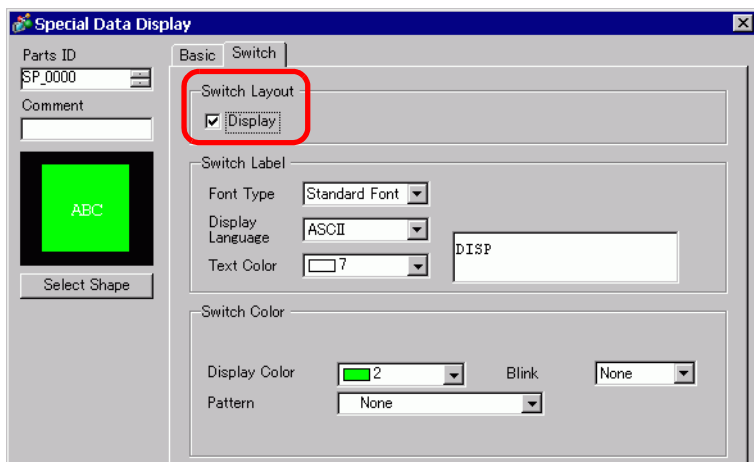 Special Data Display
Parts ID
SP_0000
Comment
ABC
Select Shape
Basic Switch
Switch Layout
Display
Switch Label
Font Type Standard Font
Display Language ASCII
Text Color 7
DISP
Switch Color
Display Color 2 Blink None
Pattern None